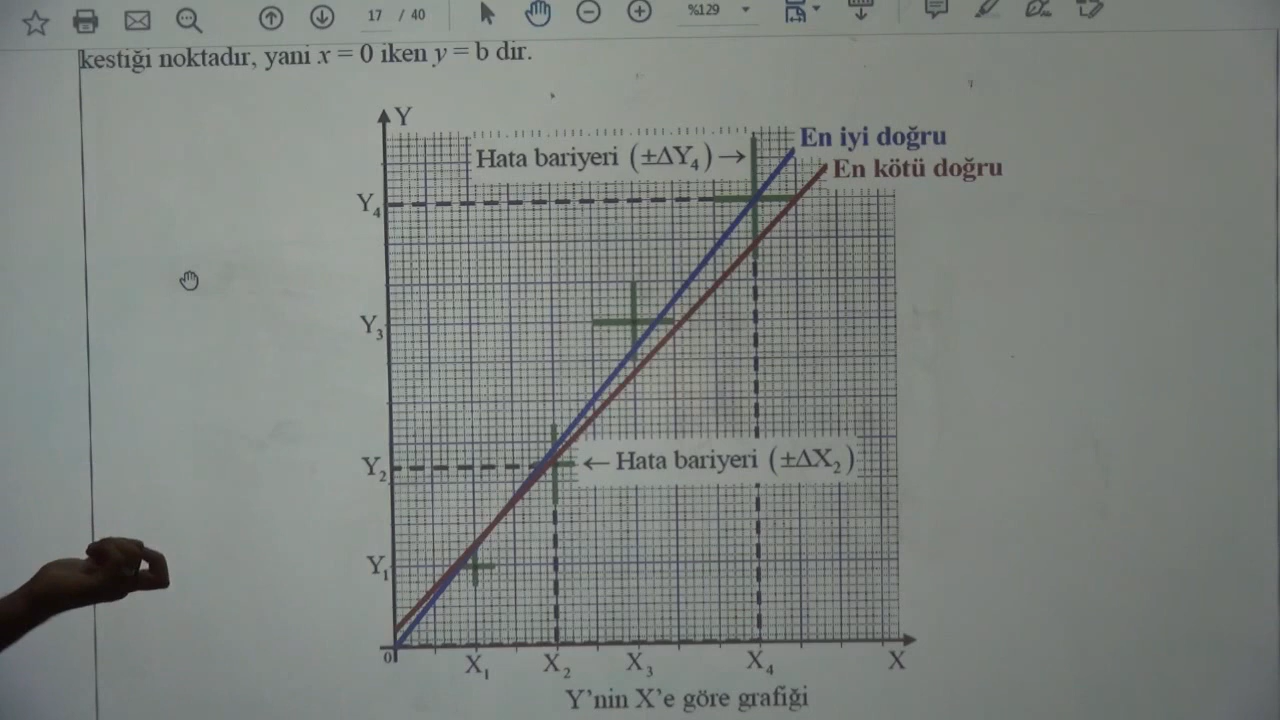 17 / 40 %129
kestiği noktadır, yani x = 0 iken y = b dir.
Y
En iyi doğru
Hata bariyeri (±ΔY₄) →
En kötü doğru
Y₄
Y₃
Y₂
← Hata bariyeri (±ΔX₂)
Y₁
0
X₁ X₂ X₃ X₄ X
Y'nin X'e göre grafiği